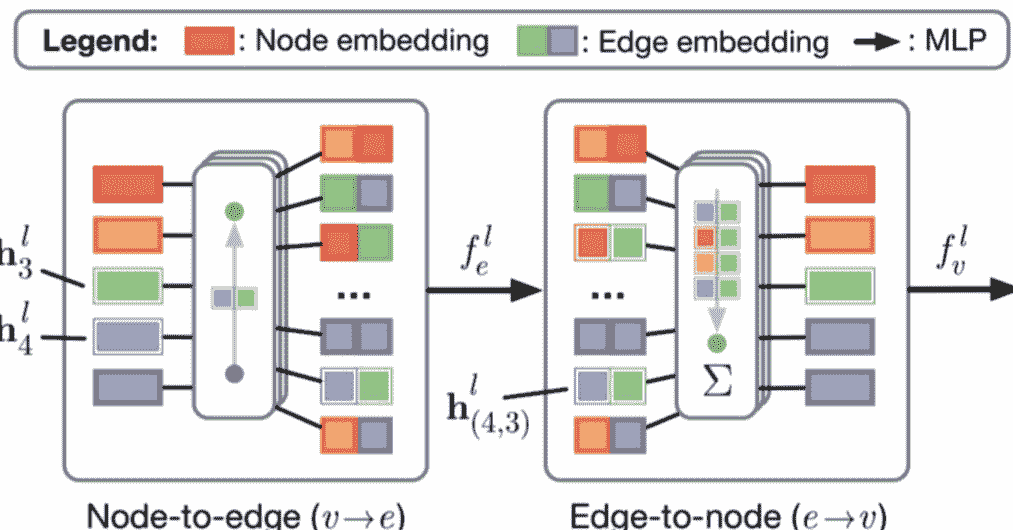 Legend: : Node embedding : Edge embedding : MLP
h_3^l
h_4^l
...
f_e^l
...
h_{(4,3)}^l
Σ
f_v^l
Node-to-edge (v→e)
Edge-to-node (e→v)